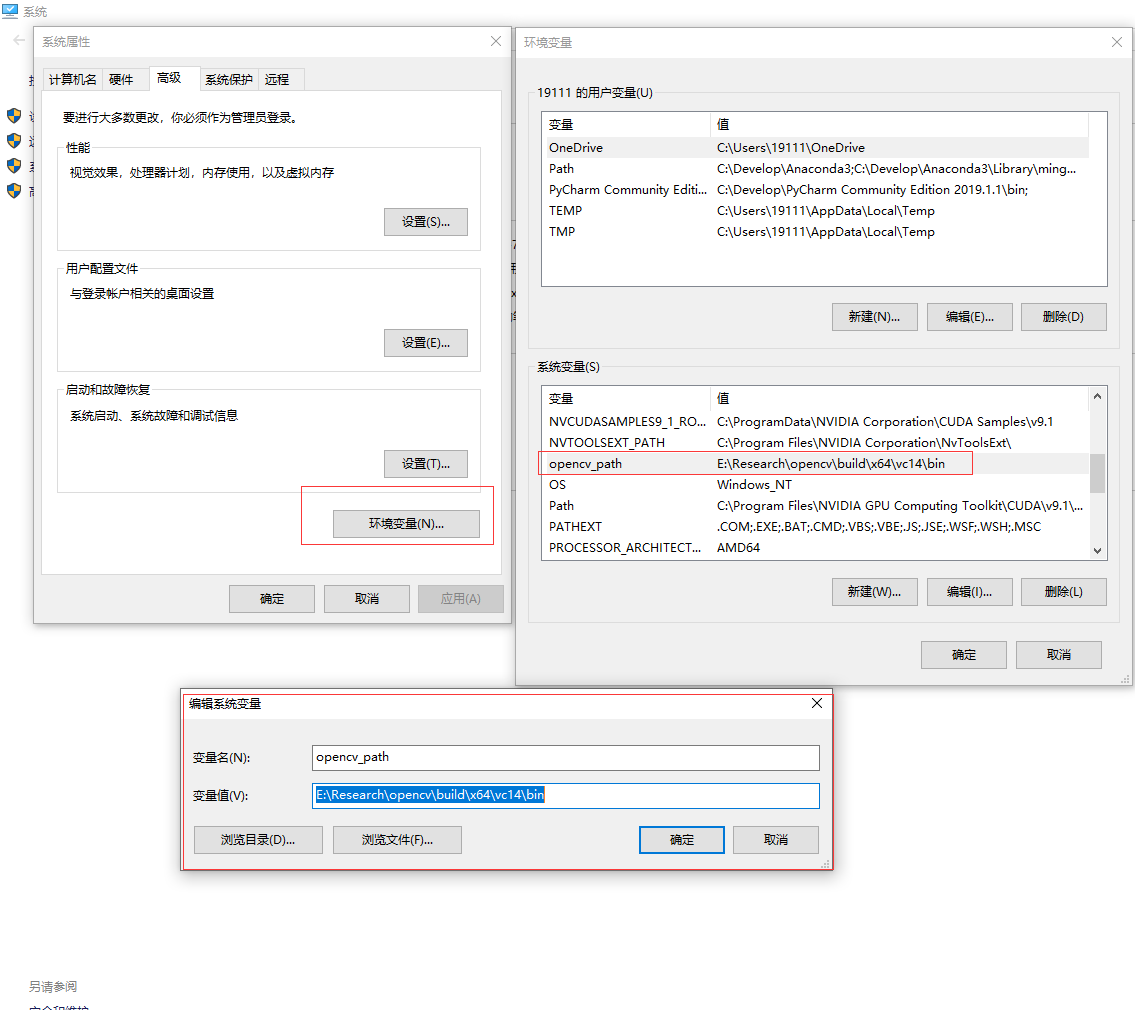 系统
系统属性
计算机名 硬件 高级 系统保护 远程
要进行大多数更改，你必须作为管理员登录。
性能
视觉效果，处理器计划，内存使用，以及虚拟内存
设置(S)...
用户配置文件
与登录帐户相关的桌面设置
设置(E)...
启动和故障恢复
系统启动、系统故障和调试信息
设置(T)...
环境变量(N)...
确定 取消 应用(A)
环境变量
19111 的用户变量(U)
变量 值
OneDrive C:\Users\19111\OneDrive
Path C:\Develop\Anaconda3;C:\Develop\Anaconda3\Library\ming...
PyCharm Community Editi... C:\Develop\PyCharm Community Edition 2019.1.1\bin;
TEMP C:\Users\19111\AppData\Local\Temp
TMP C:\Users\19111\AppData\Local\Temp
新建(N)... 编辑(E)... 删除(D)
系统变量(S)
变量 值
NVCUDASAMPLES9_1_RO... C:\ProgramData\NVIDIA Corporation\CUDA Samples\v9.1
NVTOOLSEXT_PATH C:\Program Files\NVIDIA Corporation\NvToolsExt\
opencv_path E:\Research\opencv\build\x64\vc14\bin
OS Windows_NT
Path C:\Program Files\NVIDIA GPU Computing Toolkit\CUDA\v9.1\...
PATHEXT .COM;.EXE;.BAT;.CMD;.VBS;.VBE;.JS;.JSE;.WSF;.WSH;.MSC
PROCESSOR_ARCHITECT... AMD64
新建(W)... 编辑(I)... 删除(L)
确定 取消
编辑系统变量
变量名(N): opencv_path
变量值(V): E:\Research\opencv\build\x64\vc14\bin
浏览目录(D)... 浏览文件(F)... 确定 取消
另请参阅
安全和维护